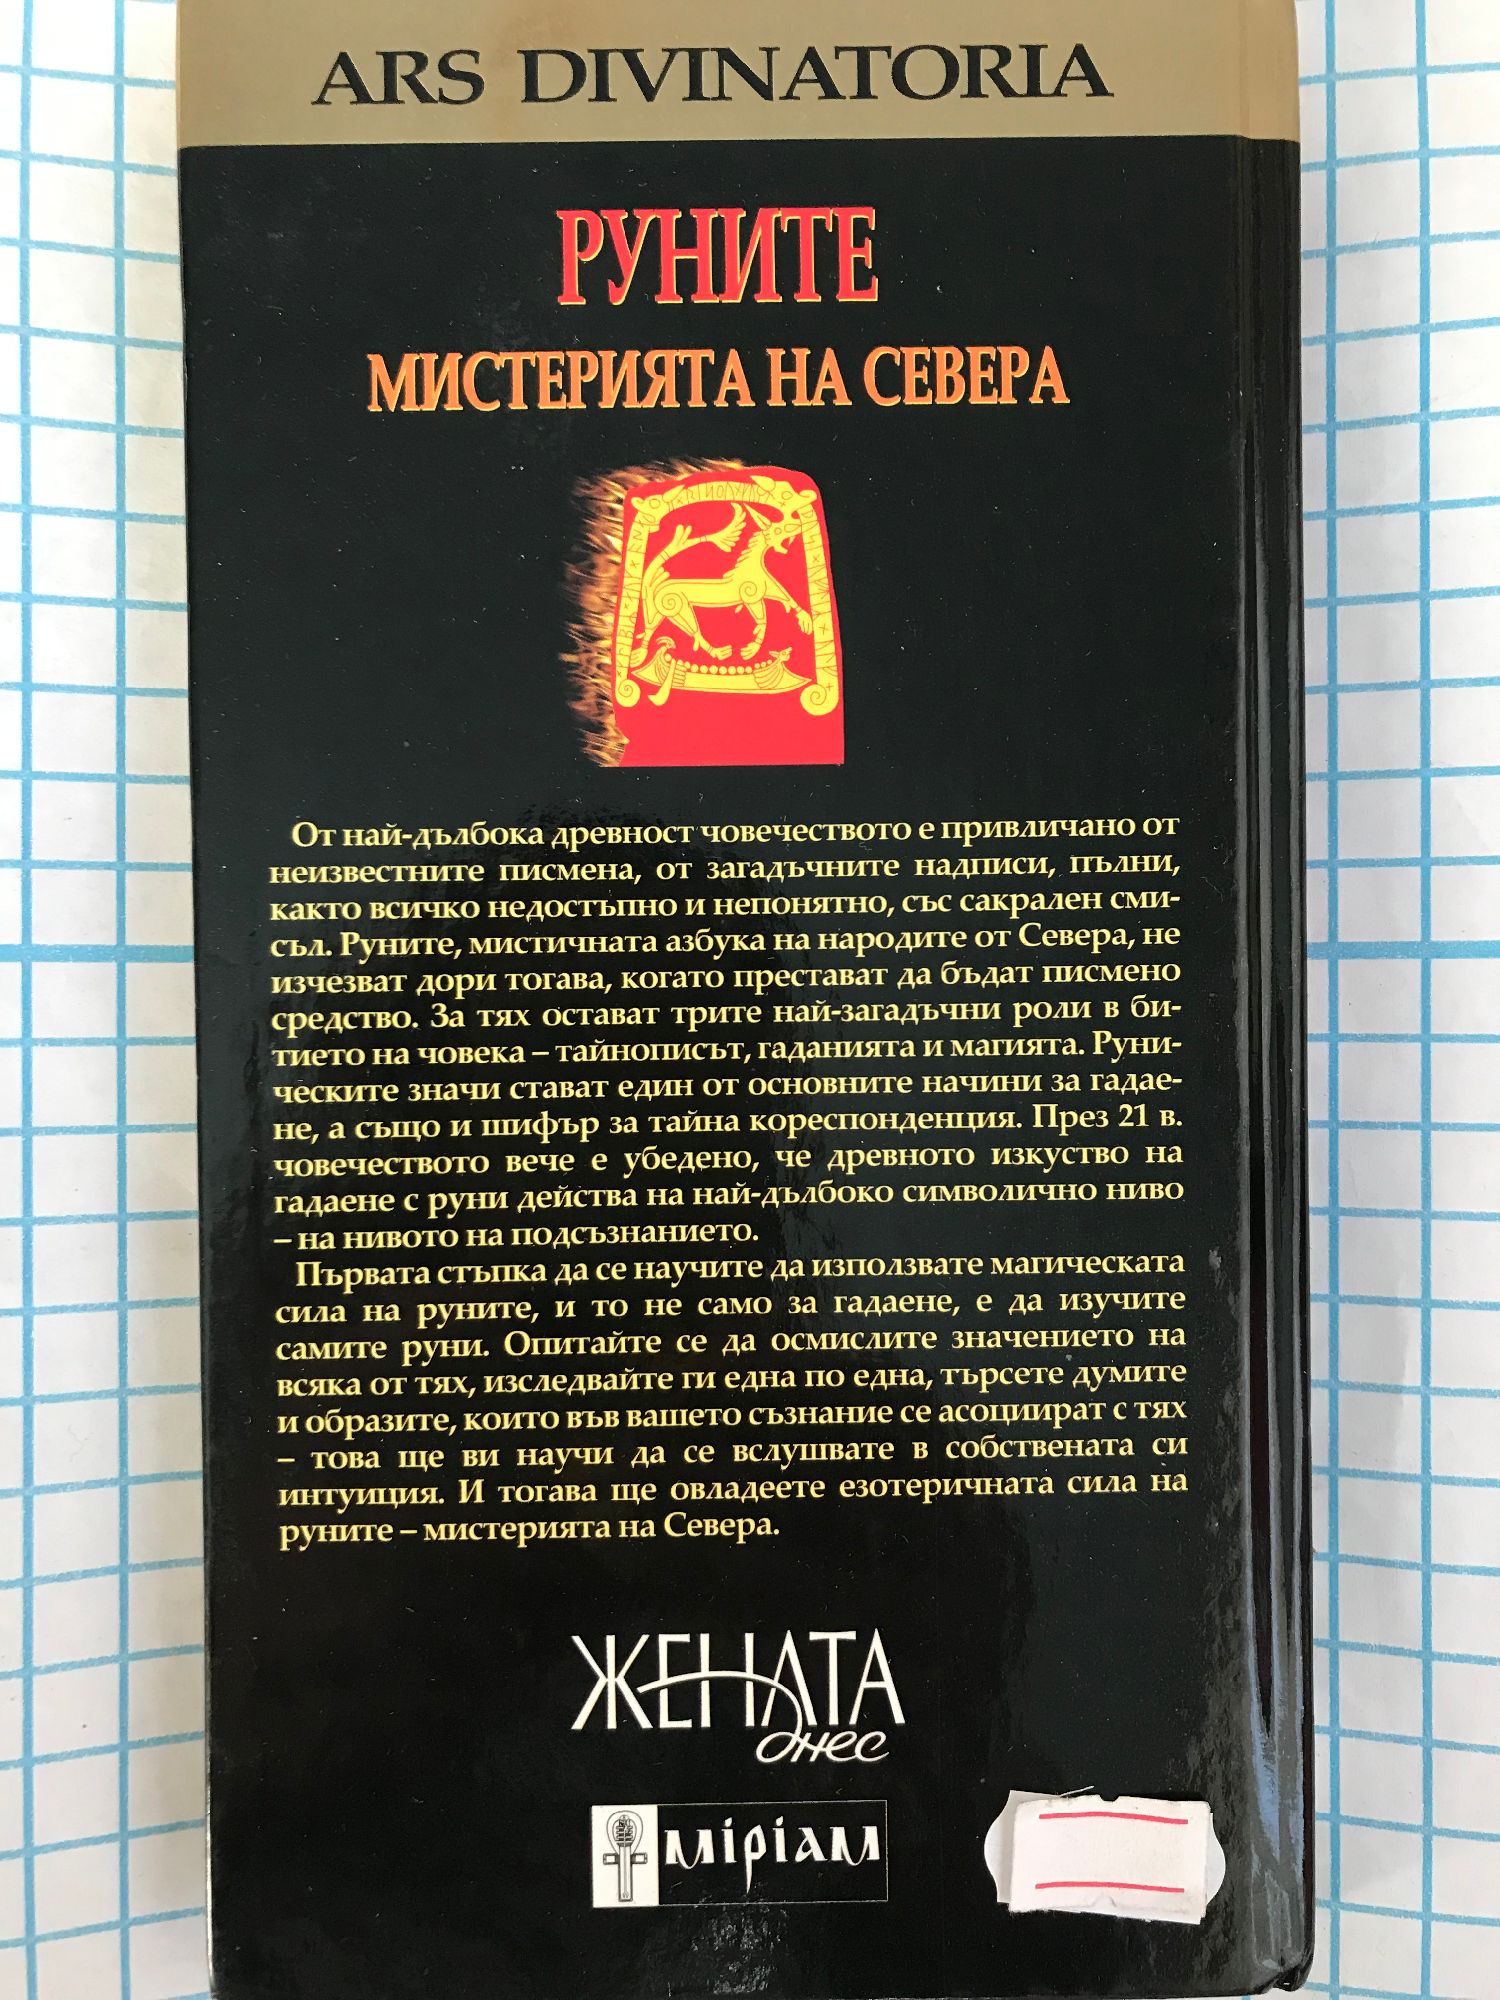 ARS DIVINATORIA
РУНИТЕ
МИСТЕРИЯТА НА СЕВЕРА
От най-дълбока древност човечеството е привличано от
неизвестните писмена, от загадъчните надписи, пълни,
както всичко недостъпно и непонятно, със сакрален сми-
съл. Руните, мистичната азбука на народите от Севера, не
изчезват дори тогава, когато престават да бъдат писмено
средство. За тях остават трите най-загадъчни роли в би-
тието на човека – тайнописът, гаданията и магията. Руни-
ческите значи стават един от основните начини за гадае-
не, а също и шифър за тайна кореспонденция. През 21 в.
човечеството вече е убедено, че древното изкуство на
гадаене с руни действа на най-дълбоко символично ниво
– на нивото на подсъзнанието.
Първата стъпка да се научите да използвате магическата
сила на руните, и то не само за гадаене, е да изучите
самите руни. Опитайте се да осмислите значението на
всяка от тях, изследвайте ги една по една, търсете думите
и образите, които във вашето съзнание се асоциират с тях
– това ще ви научи да се вслушвате в собствената си
интуиция. И тогава ще овладеете езотеричната сила на
руните – мистерията на Севера.
ЖЕНАТА
днес
міріам